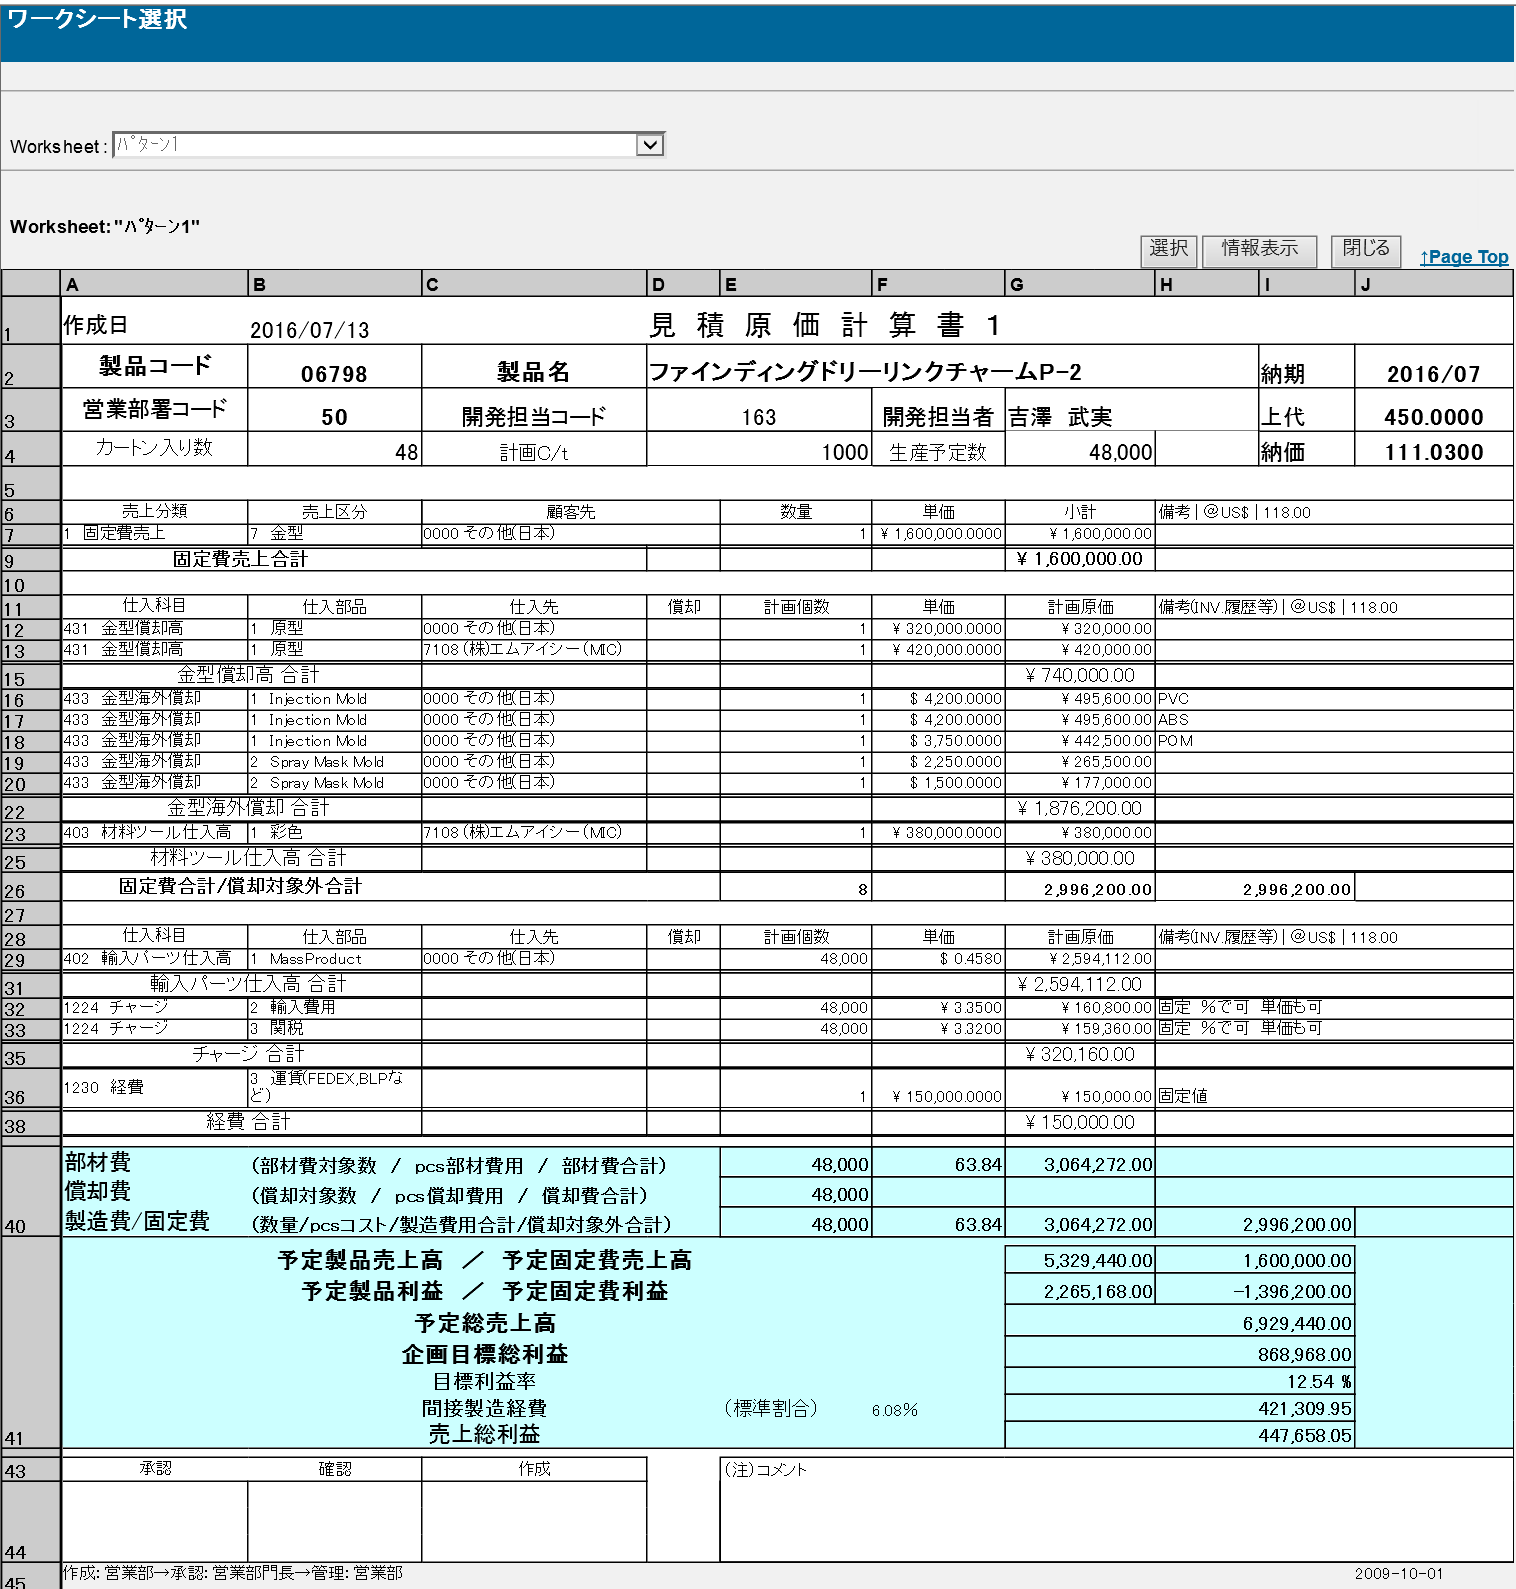 ワークシート選択
Worksheet : パターン1
Worksheet: "パターン1"
選択 情報表示 閉じる ↑Page Top
A B C D E F G H I J
1 作成日 2016/07/13 見 積 原 価 計 算 書 1
2 製品コード 06798 製品名 ファインディングドリーリンクチャームP-2 納期 2016/07
3 営業部署コード 50 開発担当コード 163 開発担当者 吉澤 武実 上代 450.0000
4 カートン入り数 48 計画C/t 1000 生産予定数 48,000 納価 111.0300
5
6 売上分類 売上区分 顧客先 数量 単価 小計 備考 | @US$ | 118.00
7 1 固定費売上 7 金型 0000 その他(日本) 1 ¥ 1,600,000.0000 ¥ 1,600,000.00
9 固定費売上合計 ¥ 1,600,000.00
10
11 仕入科目 仕入部品 仕入先 償却 計画個数 単価 計画原価 備考(INV.履歴等) | @US$ | 118.00
12 431 金型償却高 1 原型 0000 その他(日本) 1 ¥ 320,000.0000 ¥ 320,000.00
13 431 金型償却高 1 原型 7108 (株)エムアイシー (MIC) 1 ¥ 420,000.0000 ¥ 420,000.00
15 金型償却高 合計 ¥ 740,000.00
16 433 金型海外償却 1 Injection Mold 0000 その他(日本) 1 $ 4,200.0000 ¥ 495,600.00 PVC
17 433 金型海外償却 1 Injection Mold 0000 その他(日本) 1 $ 4,200.0000 ¥ 495,600.00 ABS
18 433 金型海外償却 1 Injection Mold 0000 その他(日本) 1 $ 3,750.0000 ¥ 442,500.00 POM
19 433 金型海外償却 2 Spray Mask Mold 0000 その他(日本) 1 $ 2,250.0000 ¥ 265,500.00
20 433 金型海外償却 2 Spray Mask Mold 0000 その他(日本) 1 $ 1,500.0000 ¥ 177,000.00
22 金型海外償却 合計 ¥ 1,876,200.00
23 403 材料ツール仕入高 1 彩色 7108 (株)エムアイシー (MIC) 1 ¥ 380,000.0000 ¥ 380,000.00
25 材料ツール仕入高 合計 ¥ 380,000.00
26 固定費合計/償却対象外合計 8 2,996,200.00 2,996,200.00
27
28 仕入科目 仕入部品 仕入先 償却 計画個数 単価 計画原価 備考(INV.履歴等) | @US$ | 118.00
29 402 輸入パーツ仕入高 1 MassProduct 0000 その他(日本) 48,000 $ 0.4580 ¥ 2,594,112.00
31 輸入パーツ仕入高 合計 ¥ 2,594,112.00
32 1224 チャージ 2 輸入費用 48,000 ¥ 3.3500 ¥ 160,800.00 固定 %で可 単価も可
33 1224 チャージ 3 関税 48,000 ¥ 3.3200 ¥ 159,360.00 固定 %で可 単価も可
35 チャージ 合計 ¥ 320,160.00
36 1230 経費 3 運賃(FEDEX,BLPなど) 1 ¥ 150,000.0000 ¥ 150,000.00 固定値
38 経費 合計 ¥ 150,000.00
部材費 (部材費対象数 / pcs部材費用 / 部材費合計) 48,000 63.84 3,064,272.00
償却費 (償却対象数 / pcs償却費用 / 償却費合計) 48,000
40 製造費/固定費 (数量/pcsコスト/製造費用合計/償却対象外合計) 48,000 63.84 3,064,272.00 2,996,200.00
予定製品売上高 ／ 予定固定費売上高 5,329,440.00 1,600,000.00
予定製品利益 ／ 予定固定費利益 2,265,168.00 -1,396,200.00
予定総売上高 6,929,440.00
企画目標総利益 868,968.00
目標利益率 12.54 %
間接製造経費 (標準割合) 6.08% 421,309.95
41 売上総利益 447,658.05
43 承認 確認 作成 (注)コメント
44
45 作成: 営業部→承認: 営業部門長→管理: 営業部 2009-10-01